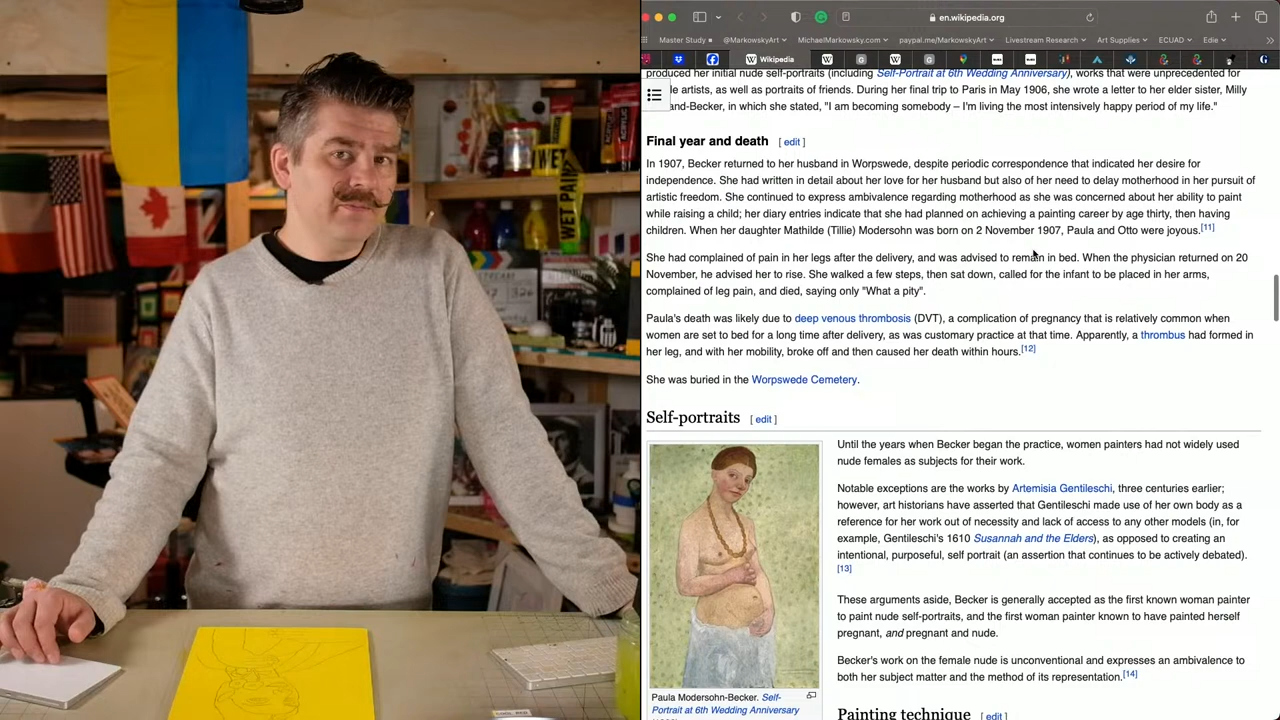 WET PAINT
WET
ACRYLIC
ACRYLIC
en.wikipedia.org
Master Study
@MarkowskyArt
MichaelMarkowsky.com
paypal.me/MarkowskyArt
Livestream Research
Art Supplies
ECUAD
Edie
Wikipedia
produced her initial nude self-portraits (including Self-Portrait at 6th Wedding Anniversary), works that were unprecedented for
artists, as well as portraits of friends. During her final trip to Paris in May 1906, she wrote a letter to her elder sister, Milly
and-Becker, in which she stated, "I am becoming somebody – I'm living the most intensively happy period of my life."
Final year and death [ edit ]
In 1907, Becker returned to her husband in Worpswede, despite periodic correspondence that indicated her desire for
independence. She had written in detail about her love for her husband but also of her need to delay motherhood in her pursuit of
artistic freedom. She continued to express ambivalence regarding motherhood as she was concerned about her ability to paint
while raising a child; her diary entries indicate that she had planned on achieving a painting career by age thirty, then having
children. When her daughter Mathilde (Tillie) Modersohn was born on 2 November 1907, Paula and Otto were joyous.[11]
She had complained of pain in her legs after the delivery, and was advised to remain in bed. When the physician returned on 20
November, he advised her to rise. She walked a few steps, then sat down, called for the infant to be placed in her arms,
complained of leg pain, and died, saying only "What a pity".
Paula's death was likely due to deep venous thrombosis (DVT), a complication of pregnancy that is relatively common when
women are set to bed for a long time after delivery, as was customary practice at that time. Apparently, a thrombus had formed in
her leg, and with her mobility, broke off and then caused her death within hours.[12]
She was buried in the Worpswede Cemetery.
Self-portraits [ edit ]
Until the years when Becker began the practice, women painters had not widely used
nude females as subjects for their work.
Notable exceptions are the works by Artemisia Gentileschi, three centuries earlier;
however, art historians have asserted that Gentileschi made use of her own body as a
reference for her work out of necessity and lack of access to any other models (in, for
example, Gentileschi's 1610 Susannah and the Elders), as opposed to creating an
intentional, purposeful, self portrait (an assertion that continues to be actively debated).
[13]
These arguments aside, Becker is generally accepted as the first known woman painter
to paint nude self-portraits, and the first woman painter known to have painted herself
pregnant, and pregnant and nude.
Becker's work on the female nude is unconventional and expresses an ambivalence to
both her subject matter and the method of its representation.[14]
Paula Modersohn-Becker. Self-
Portrait at 6th Wedding Anniversary
Painting technique [ edit ]